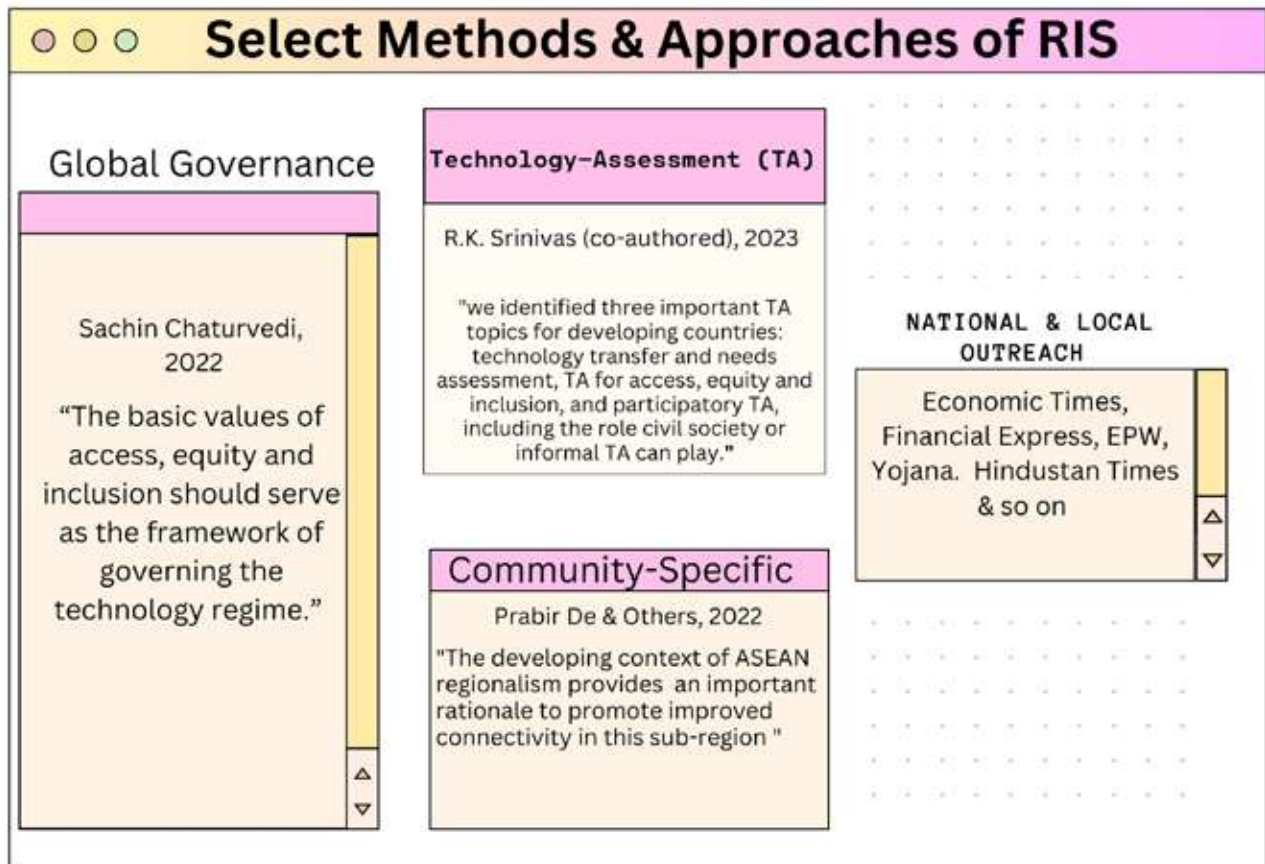 Select Methods & Approaches of RIS
Global Governance
Sachin Chaturvedi,
2022
“The basic values of
access, equity and
inclusion should serve
as the framework of
governing the
technology regime.”
Technology-Assessment (TA)
R.K. Srinivas (co-authored), 2023
"we identified three important TA
topics for developing countries:
technology transfer and needs
assessment, TA for access, equity and
inclusion, and participatory TA,
including the role civil society or
informal TA can play."
Community-Specific
Prabir De & Others, 2022
"The developing context of ASEAN
regionalism provides an important
rationale to promote improved
connectivity in this sub-region "
NATIONAL & LOCAL
OUTREACH
Economic Times,
Financial Express, EPW,
Yojana. Hindustan Times
& so on